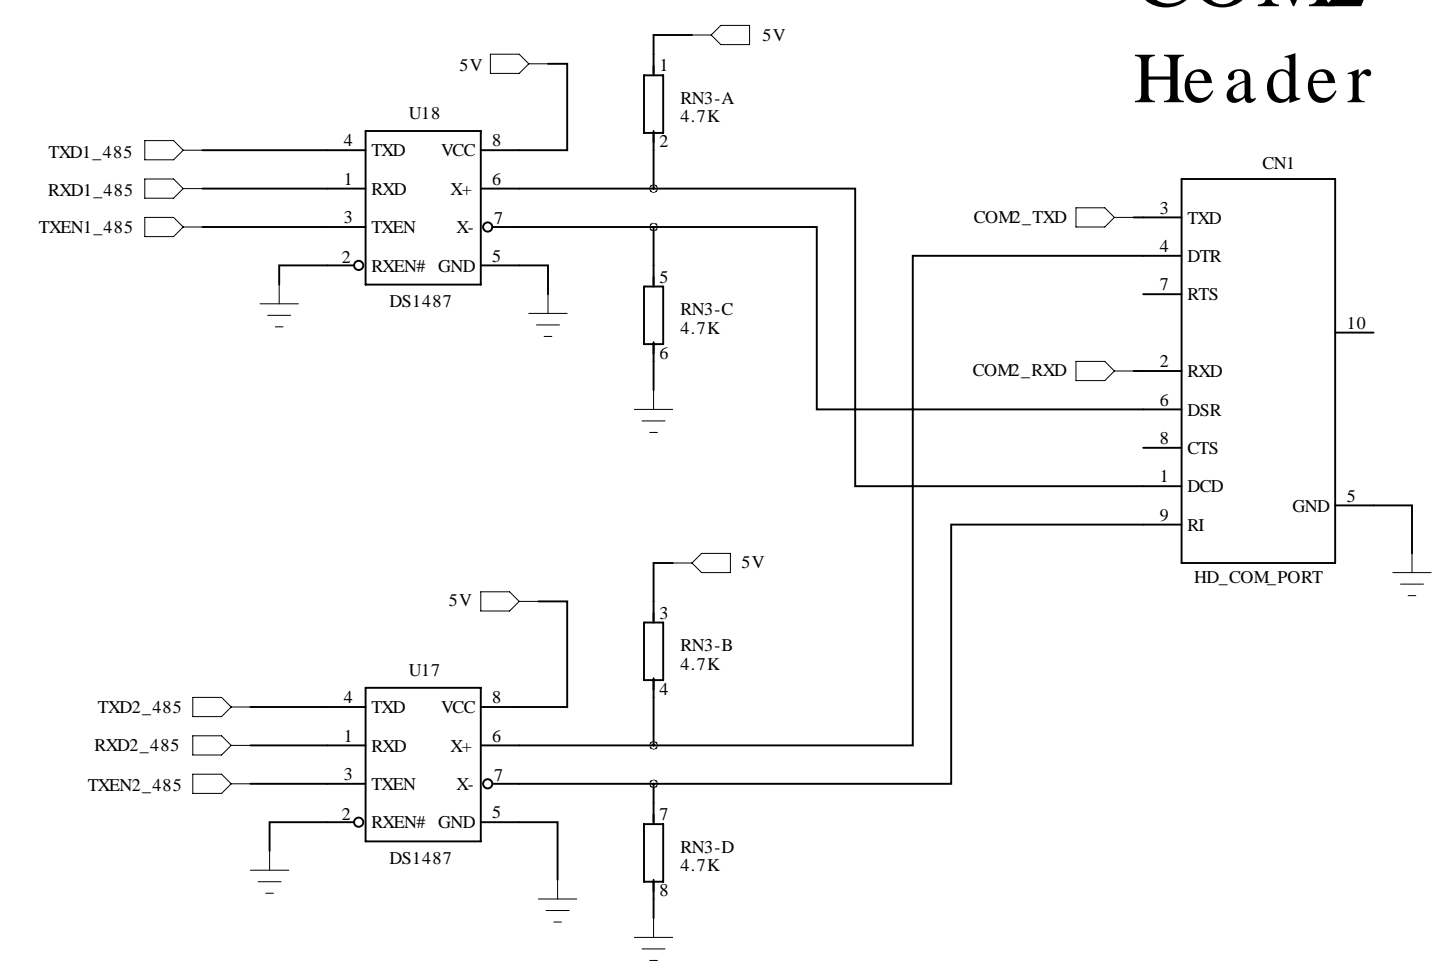 COM2
Header
5V
5V
1
RN3-A
4.7K
2
U18
TXD1_485
4
TXD
VCC
8
RXD1_485
1
RXD
X+
6
TXEN1_485
3
TXEN
X-
7
2
RXEN#
GND
5
DS1487
5
RN3-C
4.7K
6
CN1
COM2_TXD
3
TXD
4
DTR
7
RTS
10
COM2_RXD
2
RXD
6
DSR
8
CTS
1
DCD
GND
5
9
RI
HD_COM_PORT
5V
5V
3
RN3-B
4.7K
4
U17
TXD2_485
4
TXD
VCC
8
RXD2_485
1
RXD
X+
6
TXEN2_485
3
TXEN
X-
7
2
RXEN#
GND
5
DS1487
7
RN3-D
4.7K
8